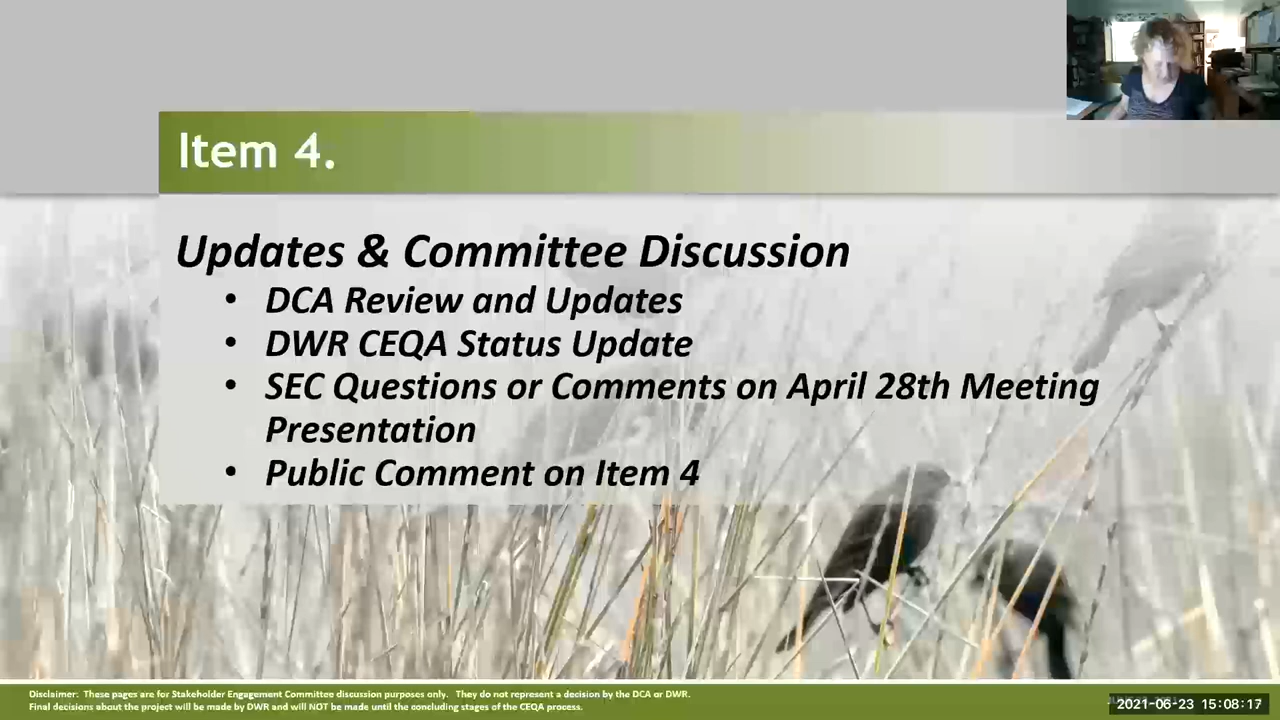 Item 4.
Updates & Committee Discussion
• DCA Review and Updates
• DWR CEQA Status Update
• SEC Questions or Comments on April 28th Meeting
Presentation
• Public Comment on Item 4
Disclaimer: These pages are for Stakeholder Engagement Committee discussion purposes only. They do not represent a decision by the DCA or DWR.
Final decisions about the project will be made by DWR and will NOT be made until the concluding stages of the CEQA process.
2021-06-23 15:08:17